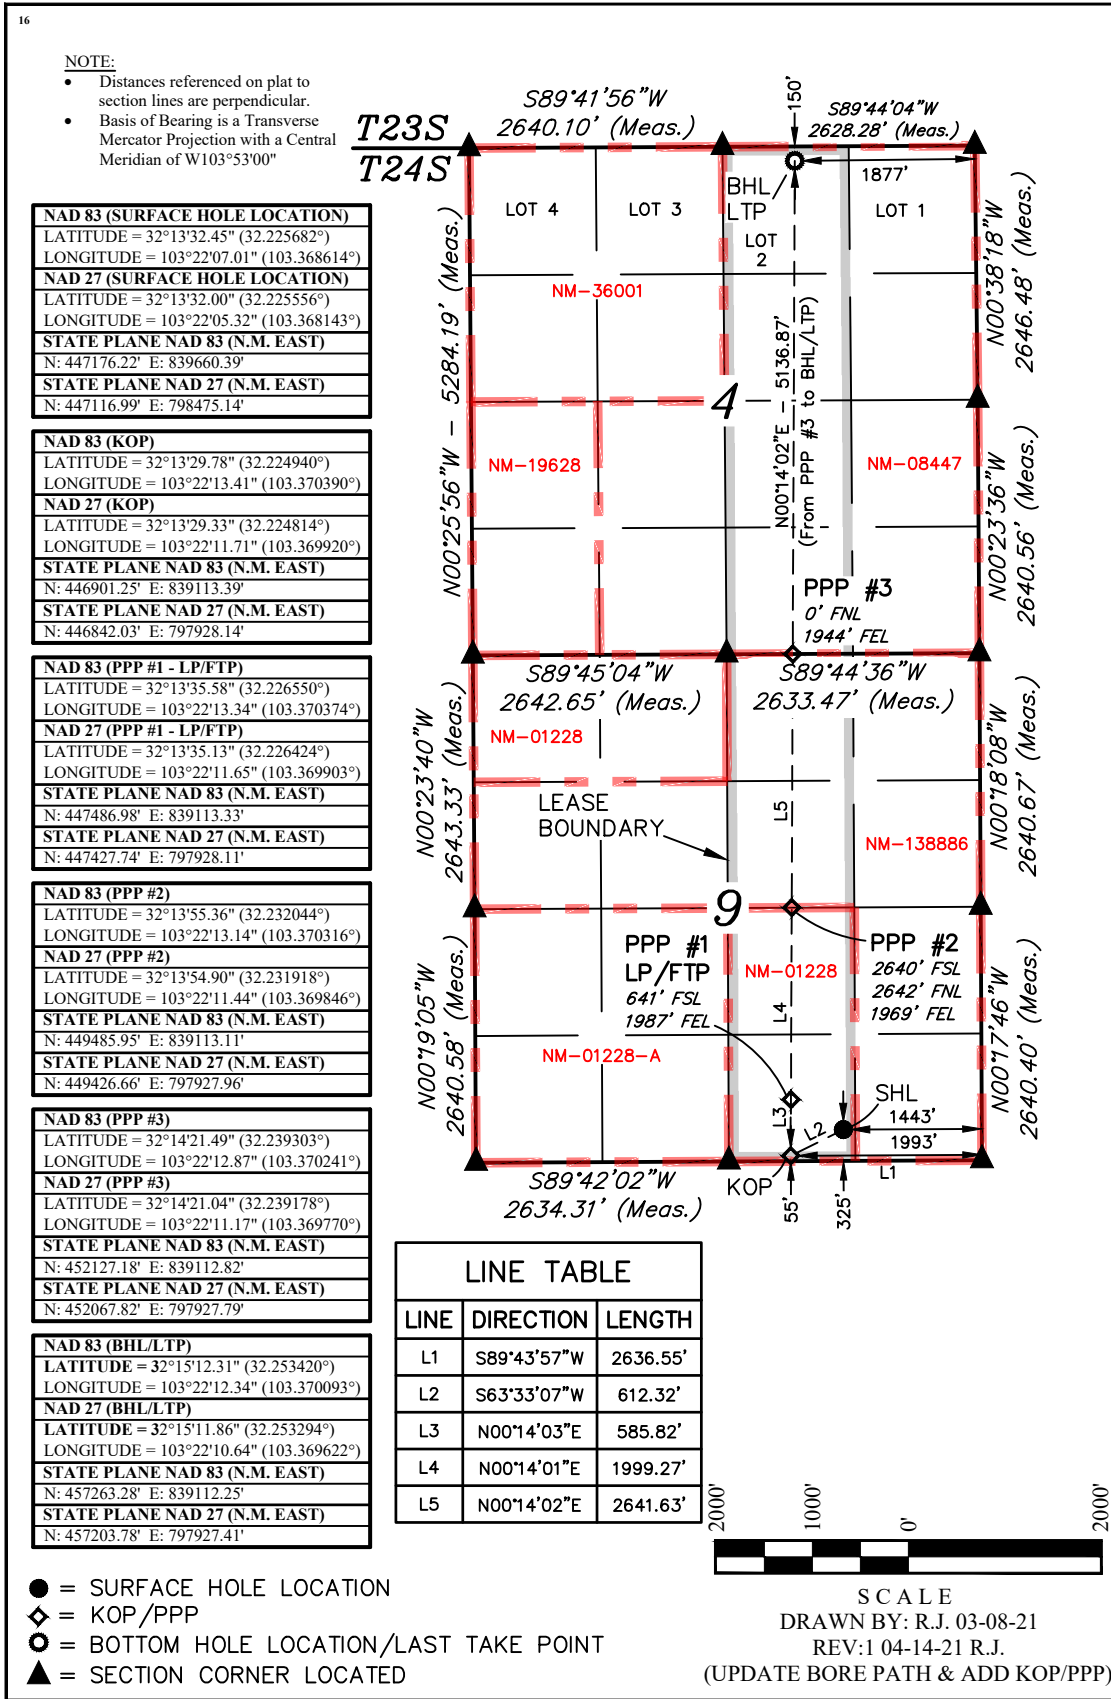 16
NOTE:
• Distances referenced on plat to
section lines are perpendicular.
• Basis of Bearing is a Transverse
Mercator Projection with a Central
Meridian of W103°53'00"
NAD 83 (SURFACE HOLE LOCATION)
LATITUDE = 32°13'32.45" (32.225682°)
LONGITUDE = 103°22'07.01" (103.368614°)
NAD 27 (SURFACE HOLE LOCATION)
LATITUDE = 32°13'32.00" (32.225556°)
LONGITUDE = 103°22'05.32" (103.368143°)
STATE PLANE NAD 83 (N.M. EAST)
N: 447176.22' E: 839660.39'
STATE PLANE NAD 27 (N.M. EAST)
N: 447116.99' E: 798475.14'
NAD 83 (KOP)
LATITUDE = 32°13'29.78" (32.224940°)
LONGITUDE = 103°22'13.41" (103.370390°)
NAD 27 (KOP)
LATITUDE = 32°13'29.33" (32.224814°)
LONGITUDE = 103°22'11.71" (103.369920°)
STATE PLANE NAD 83 (N.M. EAST)
N: 446901.25' E: 839113.39'
STATE PLANE NAD 27 (N.M. EAST)
N: 446842.03' E: 797928.14'
NAD 83 (PPP #1 - LP/FTP)
LATITUDE = 32°13'35.58" (32.226550°)
LONGITUDE = 103°22'13.34" (103.370374°)
NAD 27 (PPP #1 - LP/FTP)
LATITUDE = 32°13'35.13" (32.226424°)
LONGITUDE = 103°22'11.65" (103.369903°)
STATE PLANE NAD 83 (N.M. EAST)
N: 447486.98' E: 839113.33'
STATE PLANE NAD 27 (N.M. EAST)
N: 447427.74' E: 797928.11'
NAD 83 (PPP #2)
LATITUDE = 32°13'55.36" (32.232044°)
LONGITUDE = 103°22'13.14" (103.370316°)
NAD 27 (PPP #2)
LATITUDE = 32°13'54.90" (32.231918°)
LONGITUDE = 103°22'11.44" (103.369846°)
STATE PLANE NAD 83 (N.M. EAST)
N: 449485.95' E: 839113.11'
STATE PLANE NAD 27 (N.M. EAST)
N: 449426.66' E: 797927.96'
NAD 83 (PPP #3)
LATITUDE = 32°14'21.49" (32.239303°)
LONGITUDE = 103°22'12.87" (103.370241°)
NAD 27 (PPP #3)
LATITUDE = 32°14'21.04" (32.239178°)
LONGITUDE = 103°22'11.17" (103.369770°)
STATE PLANE NAD 83 (N.M. EAST)
N: 452127.18' E: 839112.82'
STATE PLANE NAD 27 (N.M. EAST)
N: 452067.82' E: 797927.79'
NAD 83 (BHL/LTP)
LATITUDE = 32°15'12.31" (32.253420°)
LONGITUDE = 103°22'12.34" (103.370093°)
NAD 27 (BHL/LTP)
LATITUDE = 32°15'11.86" (32.253294°)
LONGITUDE = 103°22'10.64" (103.369622°)
STATE PLANE NAD 83 (N.M. EAST)
N: 457263.28' E: 839112.25'
STATE PLANE NAD 27 (N.M. EAST)
N: 457203.78' E: 797927.41'
T23S
T24S
S89°41'56"W
2640.10' (Meas.)
150'
S89°44'04"W
2628.28' (Meas.)
1877'
BHL/
LTP
LOT 4
LOT 3
LOT
2
LOT 1
NM-36001
N00°25'56"W - 5284.19' (Meas.)
N00°38'18"W
2646.48' (Meas.)
N00°14'02"E - 5136.87'
(From PPP #3 to BHL/LTP)
4
NM-19628
NM-08447
N00°23'36"W
2640.56' (Meas.)
PPP #3
0' FNL
1944' FEL
S89°45'04"W
2642.65' (Meas.)
S89°44'36"W
2633.47' (Meas.)
NM-01228
N00°23'40"W
2643.33' (Meas.)
LEASE
BOUNDARY
L5
NM-138886
N00°18'08"W
2640.67' (Meas.)
9
PPP #1
LP/FTP
641' FSL
1987' FEL
NM-01228
PPP #2
2640' FSL
2642' FNL
1969' FEL
L4
N00°19'05"W
2640.58' (Meas.)
NM-01228-A
N00°17'46"W
2640.40' (Meas.)
SHL
L3
L2
1443'
1993'
L1
KOP
55'
325'
S89°42'02"W
2634.31' (Meas.)
LINE TABLE
LINE DIRECTION LENGTH
L1 S89°43'57"W 2636.55'
L2 S63°33'07"W 612.32'
L3 N00°14'03"E 585.82'
L4 N00°14'01"E 1999.27'
L5 N00°14'02"E 2641.63'
2000' 1000' 0' 2000'
SCALE
DRAWN BY: R.J. 03-08-21
REV:1 04-14-21 R.J.
(UPDATE BORE PATH & ADD KOP/PPP)
= SURFACE HOLE LOCATION
= KOP/PPP
= BOTTOM HOLE LOCATION/LAST TAKE POINT
= SECTION CORNER LOCATED